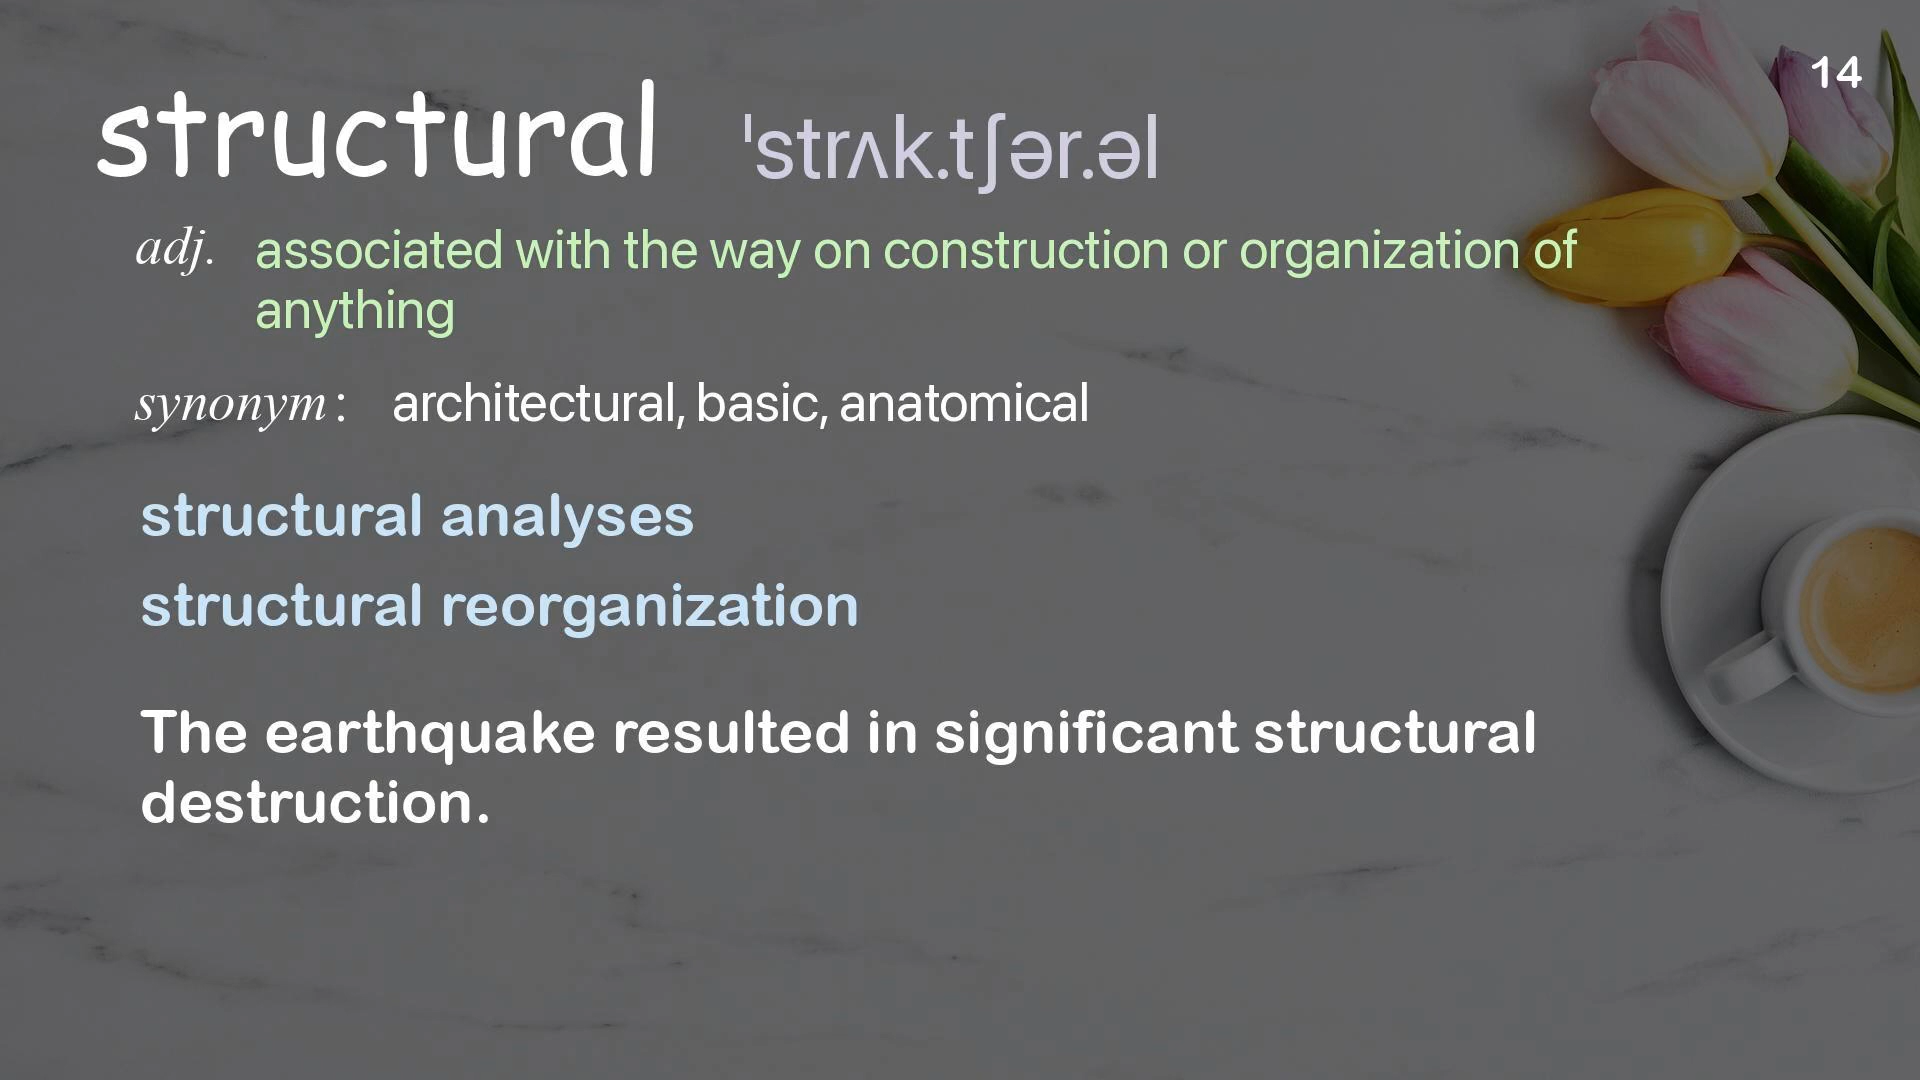 14
structural ˈstrʌk.tʃər.əl
adj. associated with the way on construction or organization of
anything
synonym: architectural, basic, anatomical
structural analyses
structural reorganization
The earthquake resulted in significant structural
destruction.